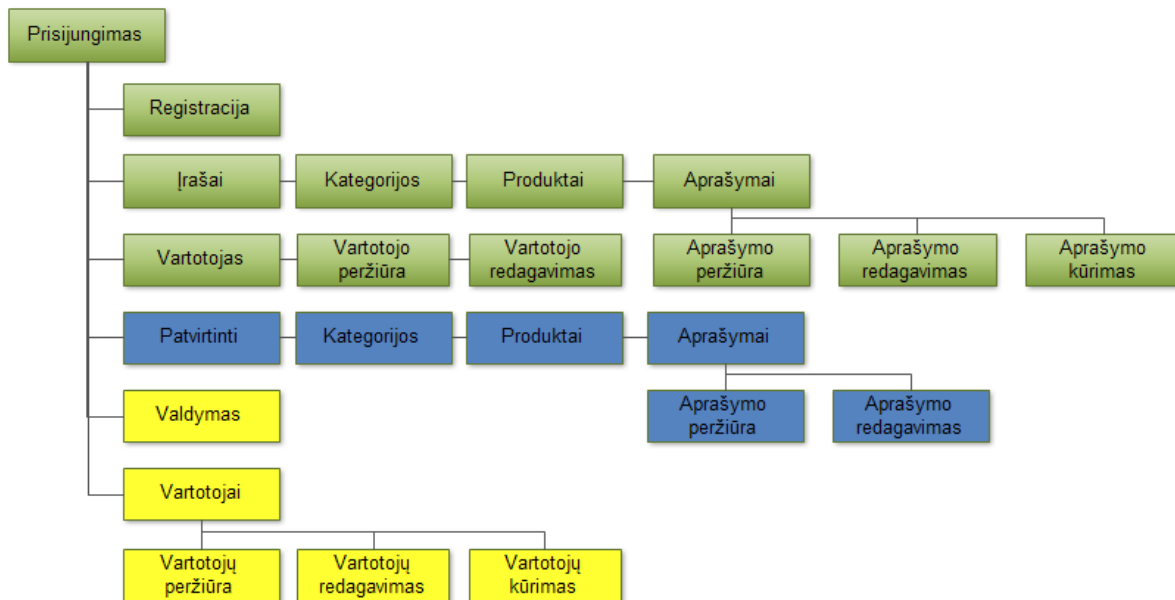 Prisijungimas
Registracija
Įrašai
Kategorijos
Produktai
Aprašymai
Vartotojas
Vartotojo
peržiūra
Vartotojo
redagavimas
Aprašymo
peržiūra
Aprašymo
redagavimas
Aprašymo
kūrimas
Patvirtinti
Kategorijos
Produktai
Aprašymai
Aprašymo
peržiūra
Aprašymo
redagavimas
Valdymas
Vartotojai
Vartotojų
peržiūra
Vartotojų
redagavimas
Vartotojų
kūrimas